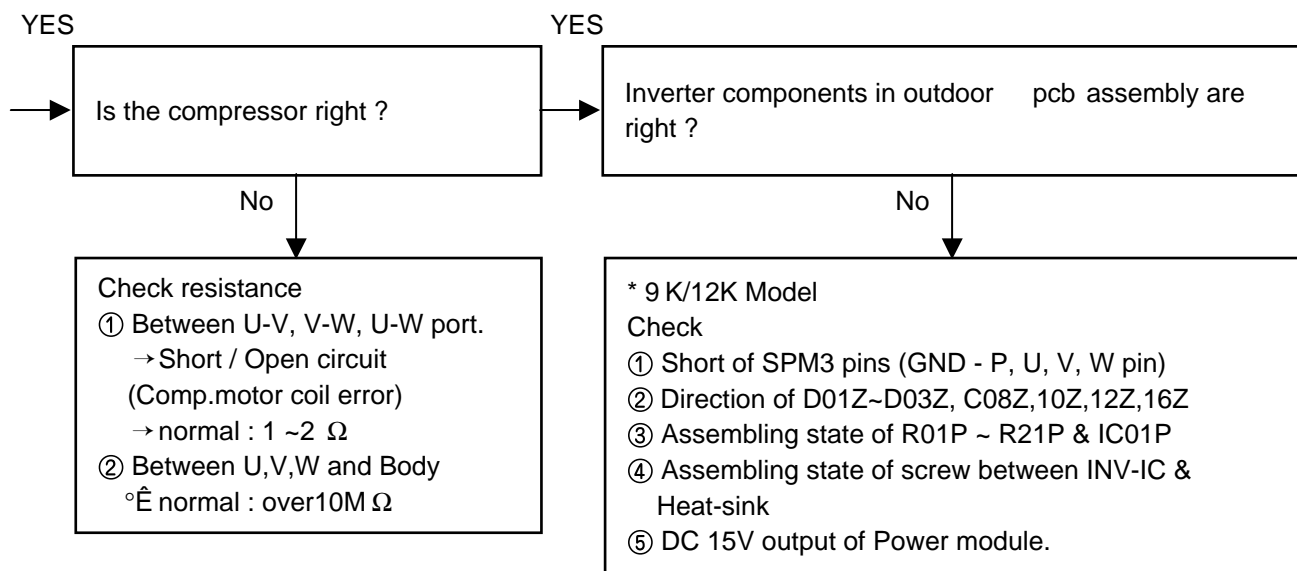 YES
YES
Is the compressor right ?
Inverter components in outdoor pcb assembly are
right ?
No
No
Check resistance
① Between U-V, V-W, U-W port.
→Short / Open circuit
(Comp.motor coil error)
→normal : 1 ~2 Ω
② Between U,V,W and Body
°Ê normal : over10M Ω
* 9 K/12K Model
Check
① Short of SPM3 pins (GND - P, U, V, W pin)
② Direction of D01Z~D03Z, C08Z,10Z,12Z,16Z
③ Assembling state of R01P ~ R21P & IC01P
④ Assembling state of screw between INV-IC &
Heat-sink
⑤ DC 15V output of Power module.